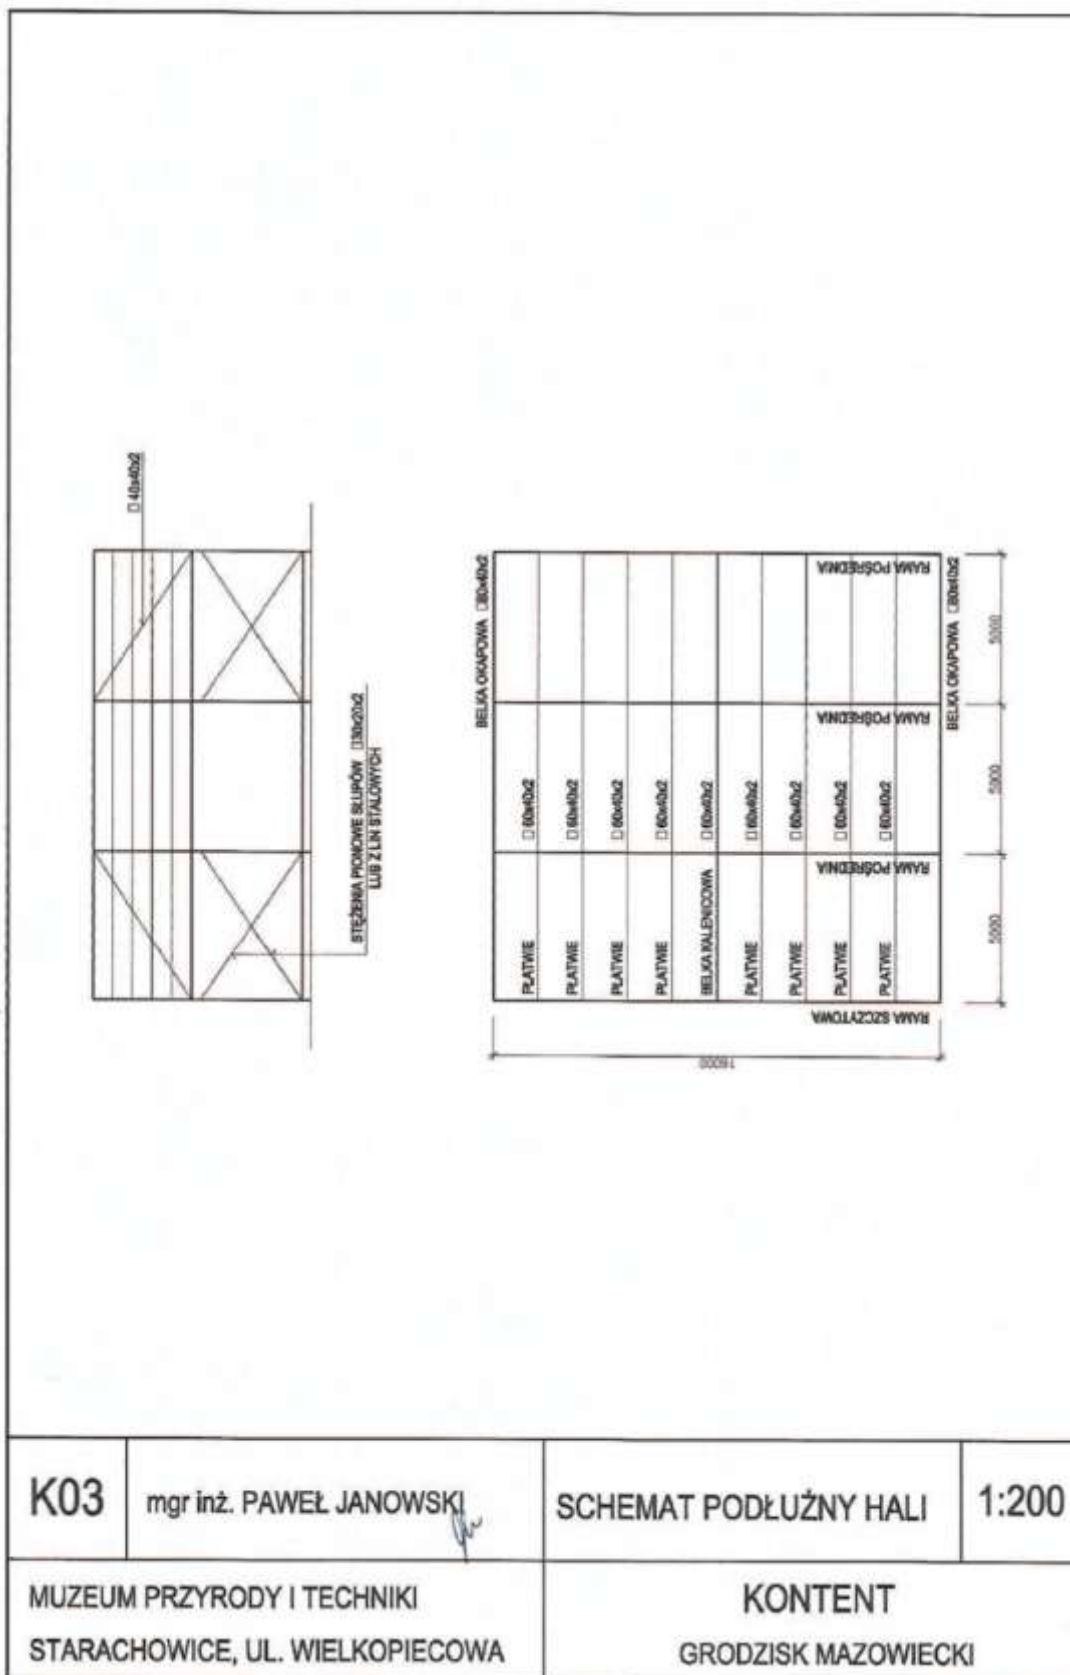 □ 40x40x2
STĘŻENIA PIONOWE SŁUPÓW □30x20x2
LUB Z LIN STALOWYCH
BELKA OKAPOWA □80x40x2
PŁATWIE □ 60x40x2
PŁATWIE □ 60x40x2
PŁATWIE □ 60x40x2
PŁATWIE □ 60x40x2
BELKA KALENICOWA □ 60x40x2
PŁATWIE □ 60x40x2
PŁATWIE □ 60x40x2
PŁATWIE □ 60x40x2
PŁATWIE □ 60x40x2
BELKA OKAPOWA □80x40x2
RAMA SZCZYTOWA
RAMA POŚREDNIA
RAMA POŚREDNIA
RAMA POŚREDNIA
5000
5000
5000
16000
K03
mgr inż. PAWEŁ JANOWSKI
SCHEMAT PODŁUŻNY HALI
1:200
MUZEUM PRZYRODY I TECHNIKI
STARACHOWICE, UL. WIELKOPIECOWA
KONTENT
GRODZISK MAZOWIECKI